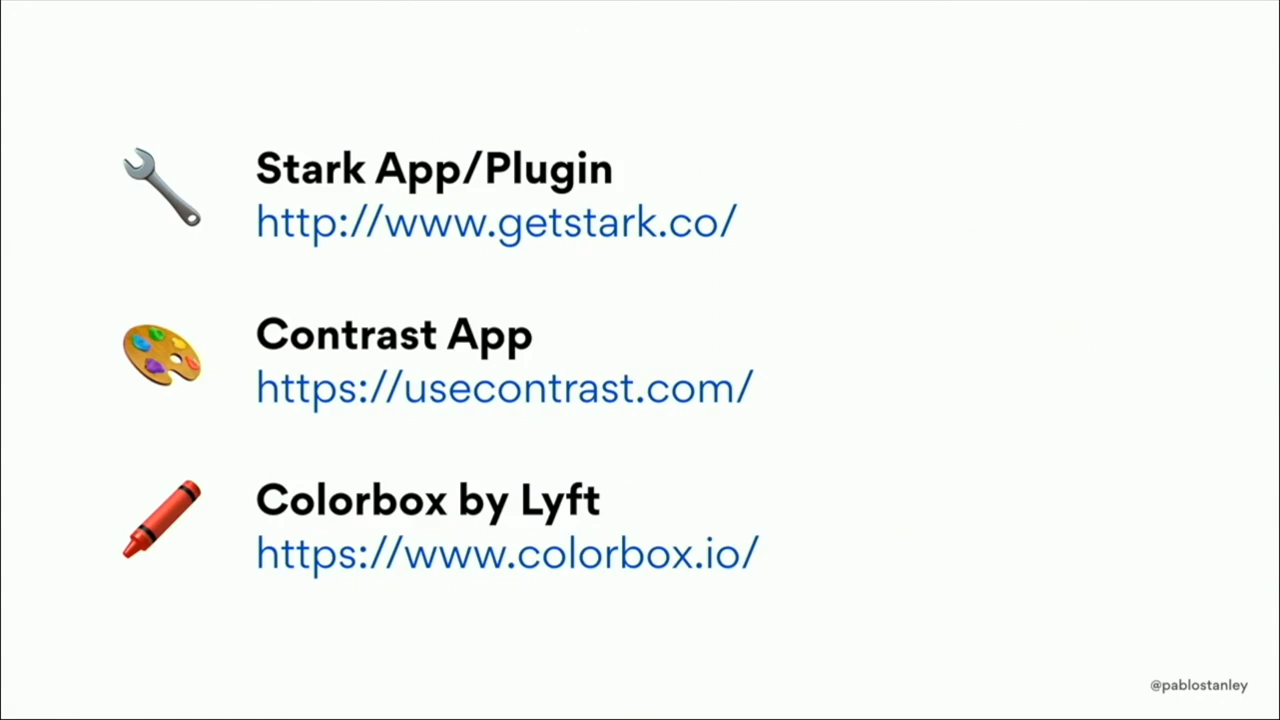 Stark App/Plugin
http://www.getstark.co/
Contrast App
https://usecontrast.com/
Colorbox by Lyft
https://www.colorbox.io/
@pablostanley